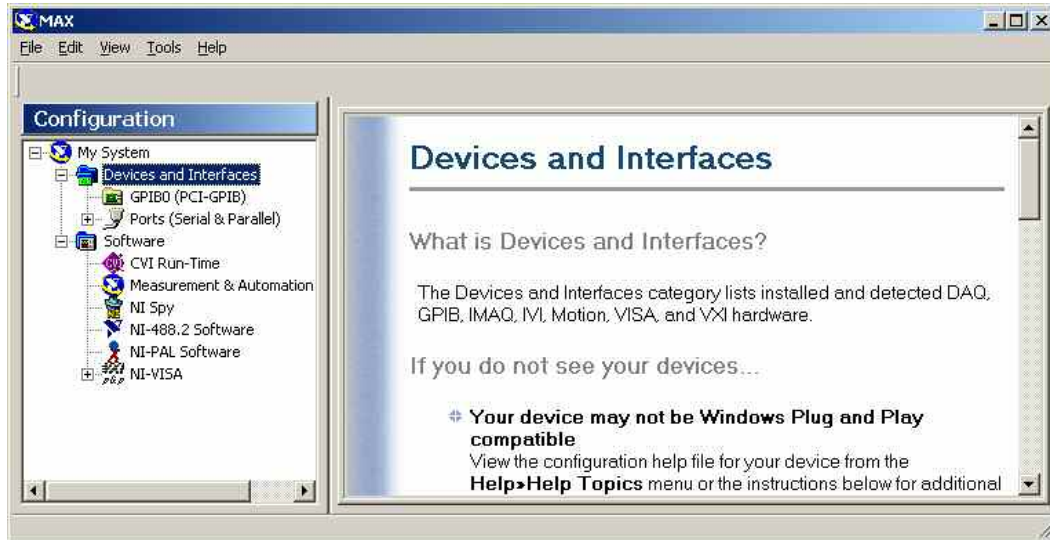 MAX
File Edit View Tools Help
Configuration
My System
Devices and Interfaces
GPIB0 (PCI-GPIB)
Ports (Serial & Parallel)
Software
CVI Run-Time
Measurement & Automation
NI Spy
NI-488.2 Software
NI-PAL Software
NI-VISA
Devices and Interfaces
What is Devices and Interfaces?
The Devices and Interfaces category lists installed and detected DAQ,
GPIB, IMAQ, IVI, Motion, VISA, and VXI hardware.
If you do not see your devices...
Your device may not be Windows Plug and Play
compatible
View the configuration help file for your device from the
Help»Help Topics menu or the instructions below for additional